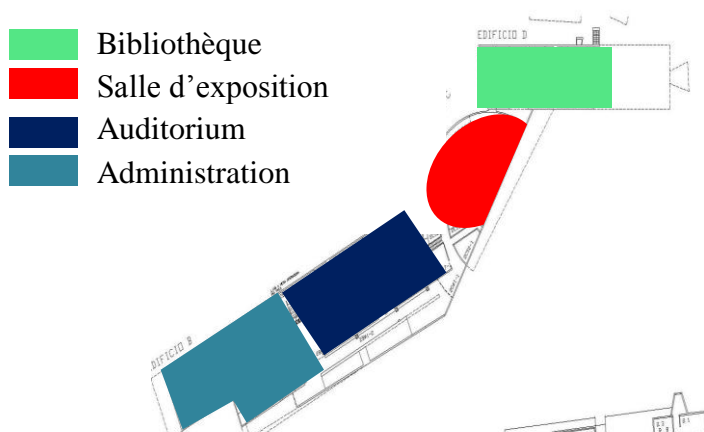 Bibliothèque
Salle d’exposition
Auditorium
Administration
EDIFICIO D
DIFICIO B